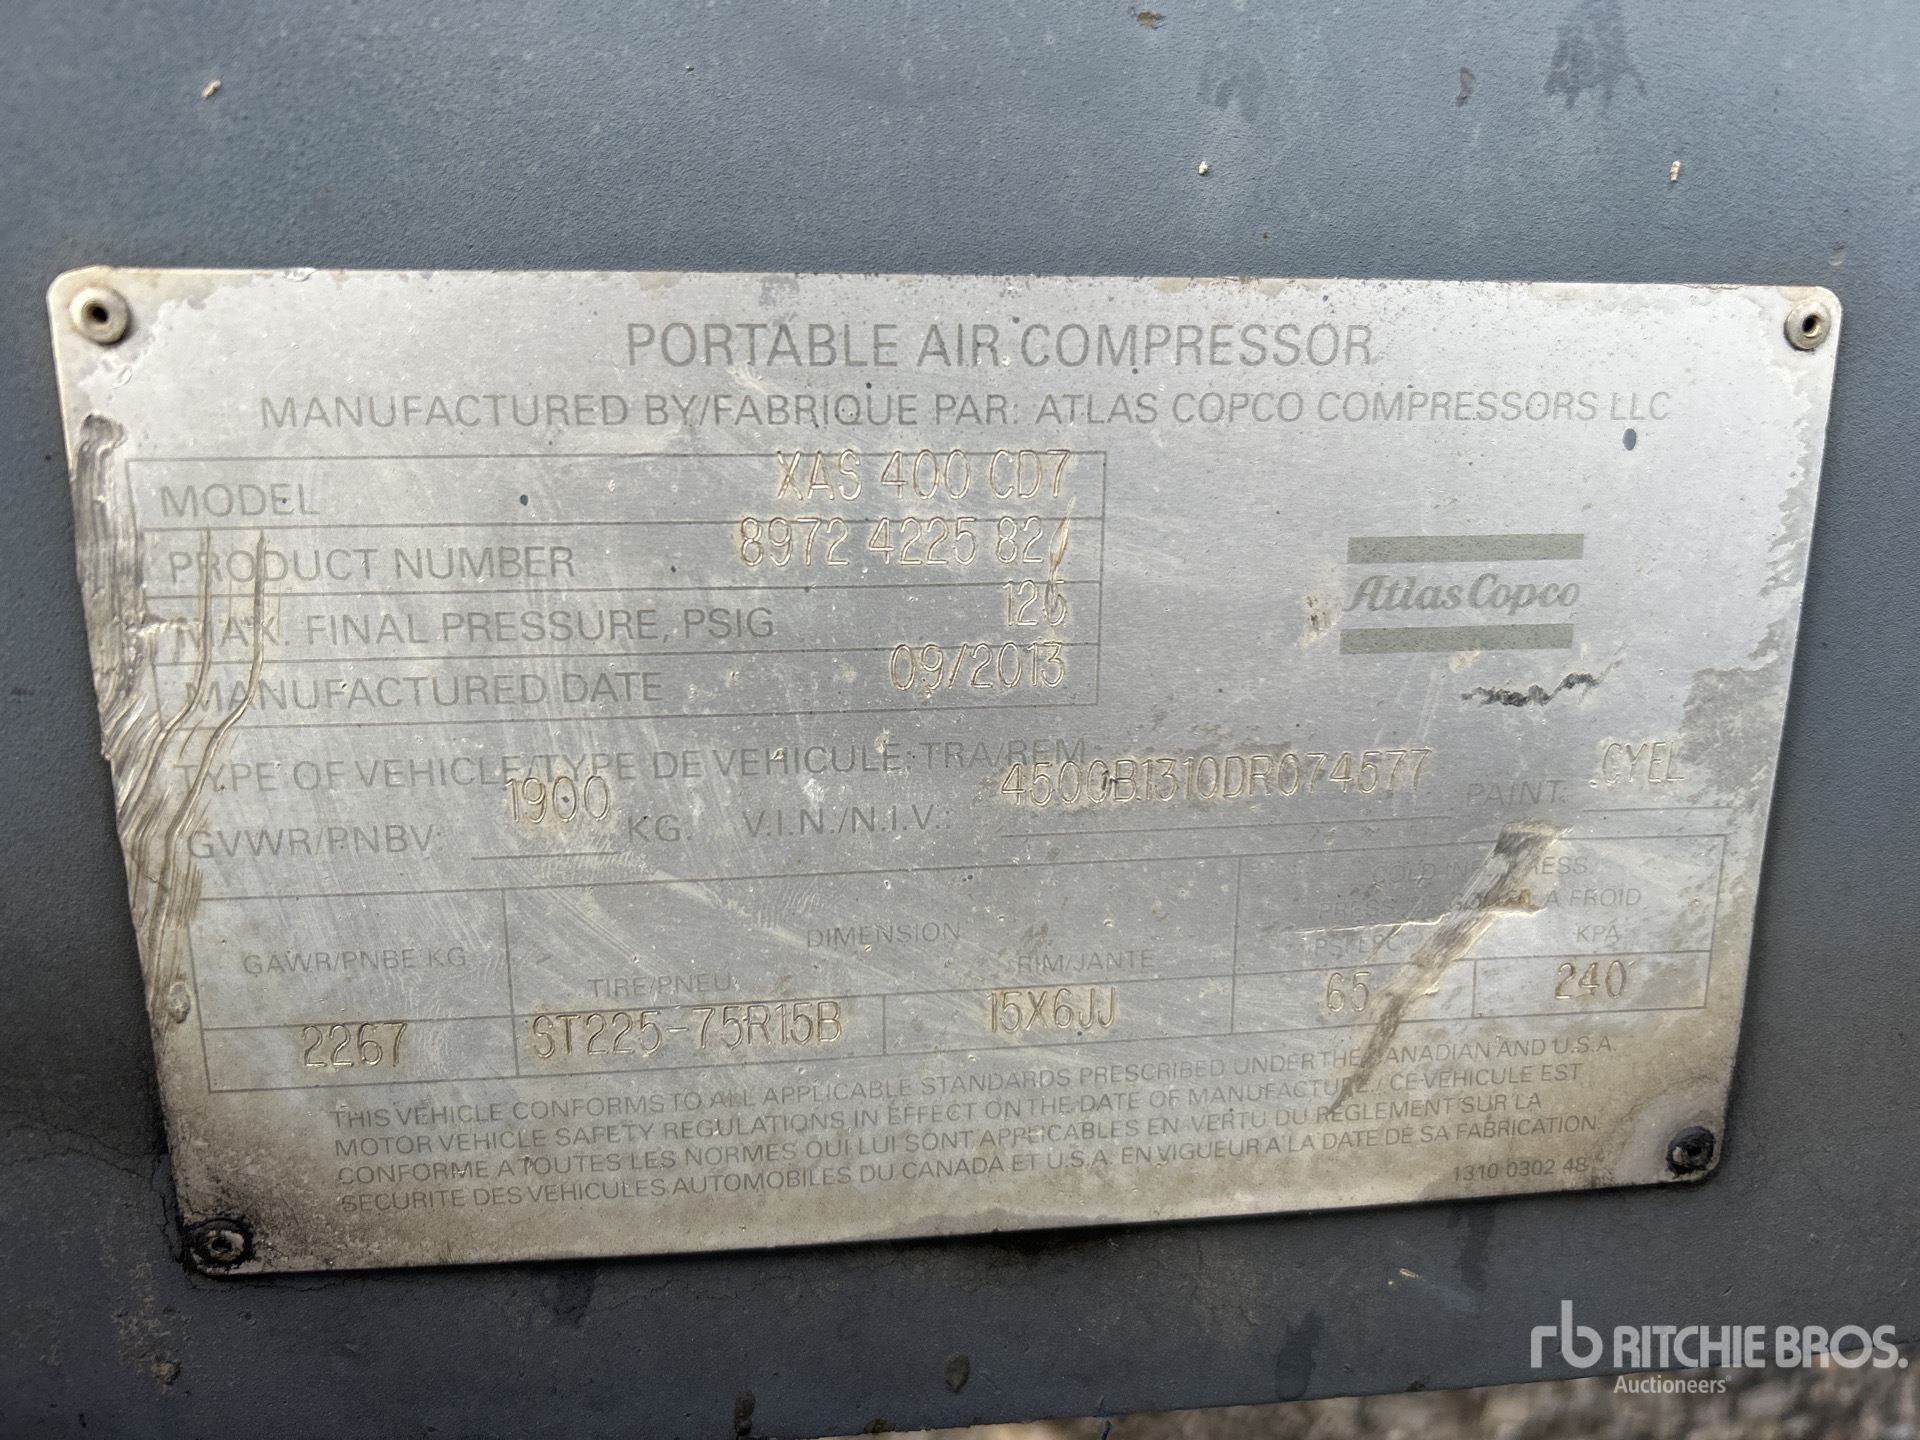 PORTABLE AIR COMPRESSOR
MANUFACTURED BY/FABRIQUE PAR: ATLAS COPCO COMPRESSORS LLC
MODEL XAS 400 CD7
PRODUCT NUMBER 8972 4225 82
MAX. FINAL PRESSURE, PSIG 125
MANUFACTURED DATE 09/2013
Atlas Copco
TYPE OF VEHICLE/TYPE DE VEHICULE: TRA/REM
GVWR/PNBV: 1900 KG. V.I.N./N.I.V.: 4500B1310DR074577 PAINT: CYEL
COLD PRESS.
PRESS. A FROID
DIMENSION
GAWR/PNBE KG TIRE/PNEU RIM/JANTE KPA
2267 ST225-75R15B 15X6JJ 65 240
THIS VEHICLE CONFORMS TO ALL APPLICABLE STANDARDS PRESCRIBED UNDER THE CANADIAN AND U.S.A.
MOTOR VEHICLE SAFETY REGULATIONS IN EFFECT ON THE DATE OF MANUFACTURE / CE VEHICULE EST
CONFORME A TOUTES LES NORMES QUI LUI SONT APPLICABLES EN VERTU DU REGLEMENT SUR LA
SECURITE DES VEHICULES AUTOMOBILES DU CANADA ET U.S.A. EN VIGUEUR A LA DATE DE SA FABRICATION.
1310 0302 48
rb RITCHIE BROS.
Auctioneers